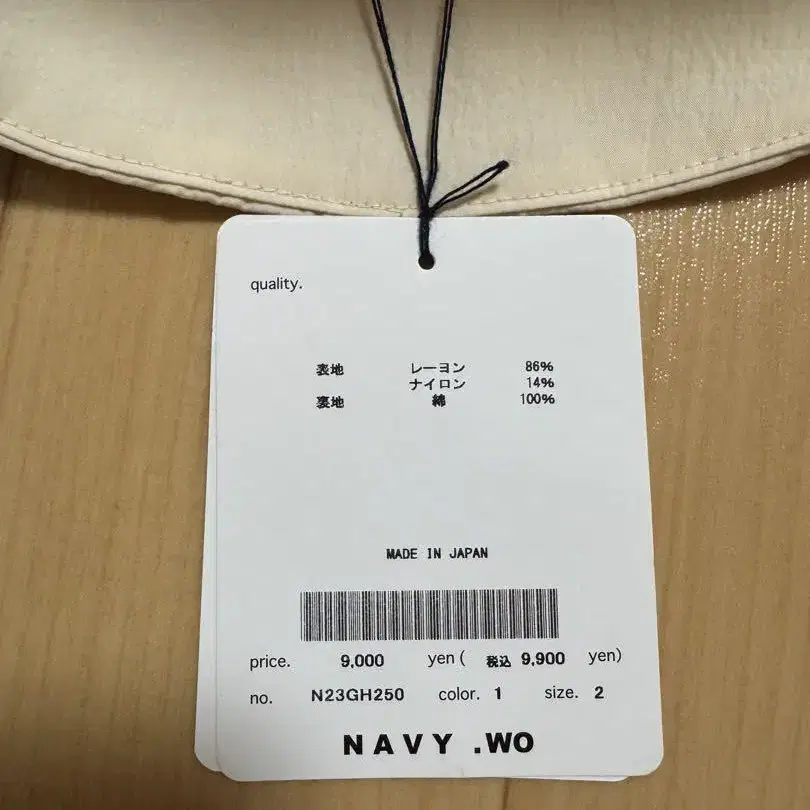 quality.
表地 レーヨン 86%
ナイロン 14%
裏地 綿 100%
MADE IN JAPAN
price. 9,000 yen ( 税込 9,900 yen)
no. N23GH250 color. 1 size. 2
NAVY .WO